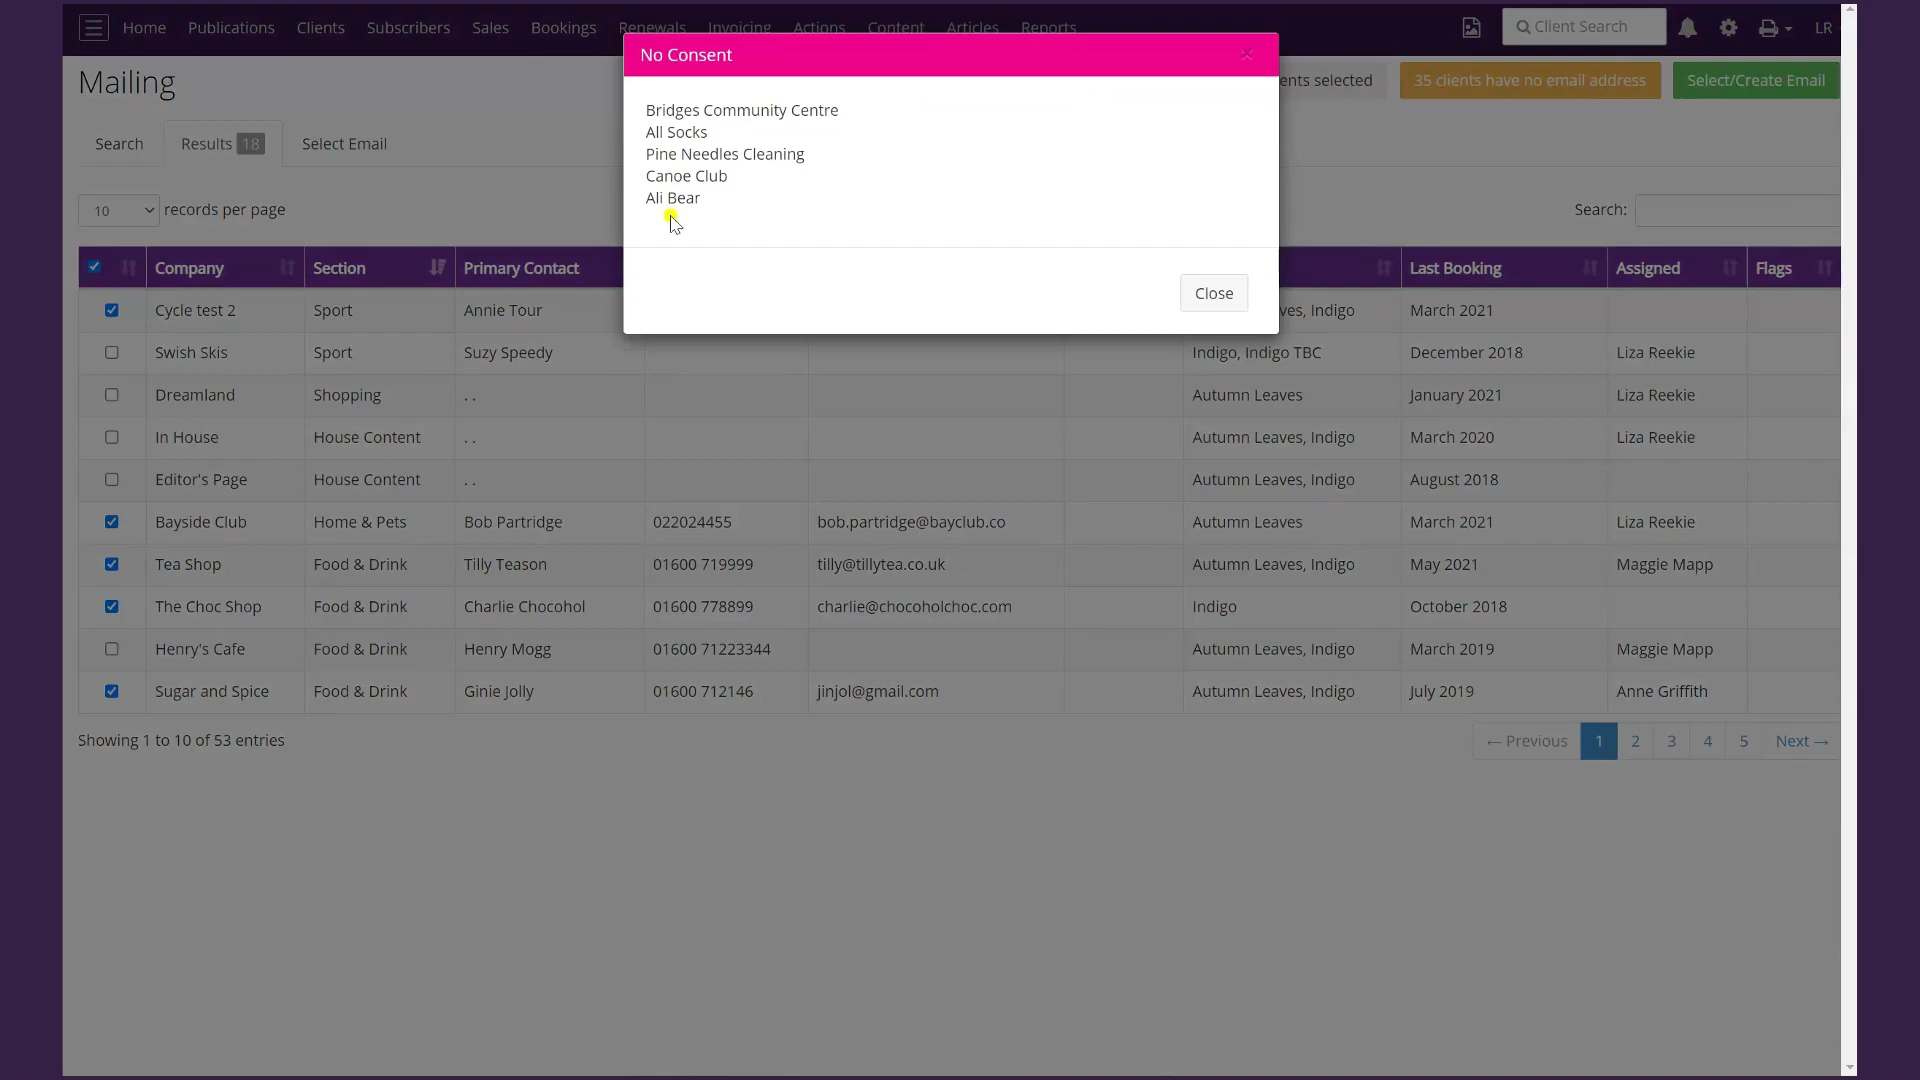 Home Publications Clients Subscribers Sales Bookings Renewals Invoicing Actions Content Articles Reports Client Search LR
No Consent ×
Mailing ents selected 35 clients have no email address Select/Create Email
Bridges Community Centre
All Socks
Pine Needles Cleaning
Canoe Club
Ali Bear
Close
Search Results 18 Select Email
10 records per page Search:
Company Section Primary Contact Last Booking Assigned Flags
Cycle test 2 Sport Annie Tour ves, Indigo March 2021
Swish Skis Sport Suzy Speedy Indigo, Indigo TBC December 2018 Liza Reekie
Dreamland Shopping . . Autumn Leaves January 2021 Liza Reekie
In House House Content . . Autumn Leaves, Indigo March 2020 Liza Reekie
Editor's Page House Content . . Autumn Leaves, Indigo August 2018
Bayside Club Home & Pets Bob Partridge 022024455 bob.partridge@bayclub.co Autumn Leaves March 2021 Liza Reekie
Tea Shop Food & Drink Tilly Teason 01600 719999 tilly@tillytea.co.uk Autumn Leaves, Indigo May 2021 Maggie Mapp
The Choc Shop Food & Drink Charlie Chocohol 01600 778899 charlie@chocoholchoc.com Indigo October 2018
Henry's Cafe Food & Drink Henry Mogg 01600 71223344 Autumn Leaves, Indigo March 2019 Maggie Mapp
Sugar and Spice Food & Drink Ginie Jolly 01600 712146 jinjol@gmail.com Autumn Leaves, Indigo July 2019 Anne Griffith
Showing 1 to 10 of 53 entries ← Previous 1 2 3 4 5 Next →